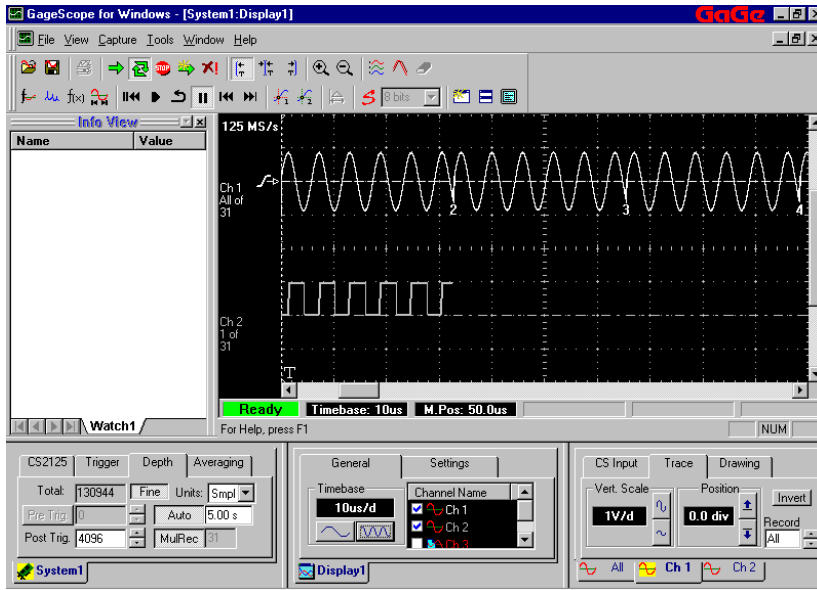 GageScope for Windows - [System1:Display1]
GaGe
File View Capture Tools Window Help
STOP
f(x)
1 2
8 bits
Info View
Name Value
Watch1
125 MS/s
Ch 1
All of
31
2 3 4
Ch 2
1 of
31
T
Ready Timebase: 10us M.Pos: 50.0us
For Help, press F1 NUM
CS2125 Trigger Depth Averaging
Total: 130944 Fine Units: Smpl
Pre Trig. 0 Auto 5.00 s
Post Trig. 4096 MulRec 31
System1
General Settings
Timebase
10us/d
Channel Name
Ch 1
Ch 2
Ch 3
Display1
CS Input Trace Drawing
Vert. Scale Position
1V/d 0.0 div Invert
Record
All
All Ch 1 Ch 2